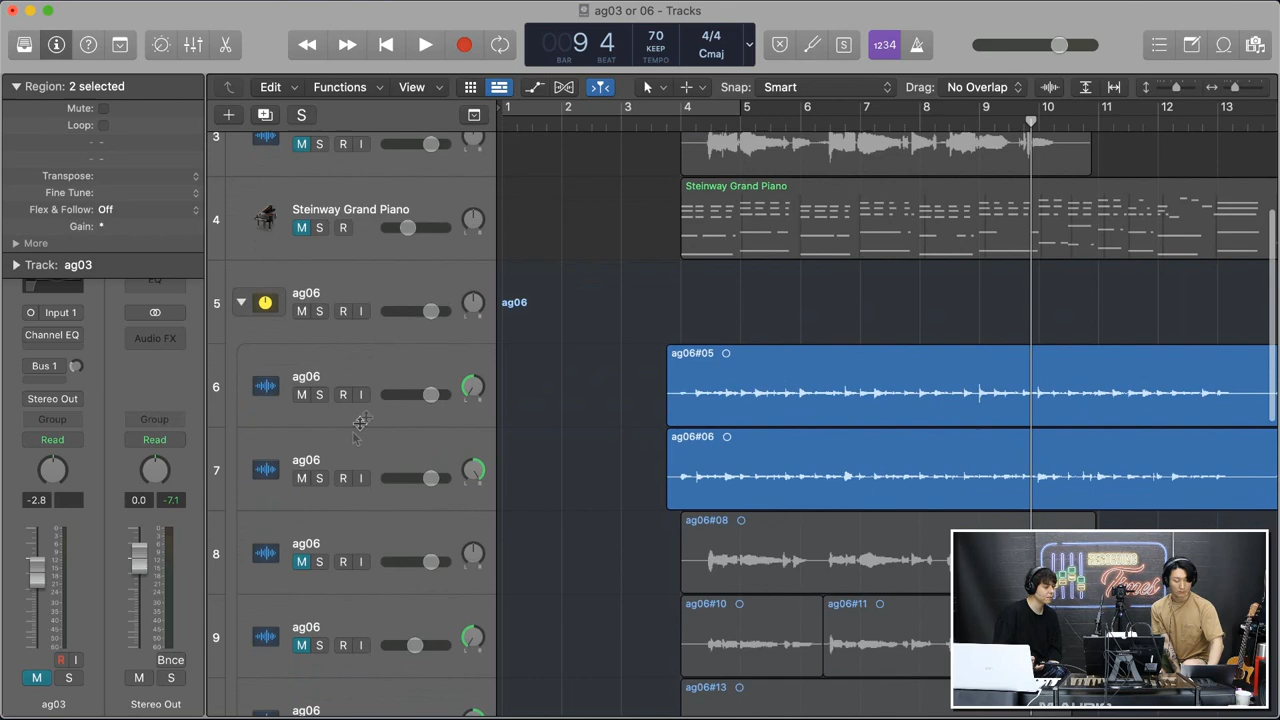 ag03 or 06 - Tracks
009 4
BAR BEAT
70
KEEP
TEMPO
4/4
Cmaj
1234
S
Region: 2 selected
Mute:
Loop:
Transpose:
Fine Tune:
Flex & Follow: Off
Gain:
More
Track: ag03
Edit
Functions
View
Snap: Smart
Drag: No Overlap
S
1 2 3 5 6 7 8 9 10 11 12 13
3
M S R I
4
Steinway Grand Piano
M S R
Steinway Grand Piano
5
ag06
M S R I
ag06
6
ag06
M S R I
ag06#05
7
ag06
M S R I
ag06#06
8
ag06
M S R I
ag06#08
9
ag06
M S R I
ag06#10
ag06#11
ag06
ag06#13
EQ
Input 1
Channel EQ
Audio FX
Bus 1
Stereo Out
Group
Group
Read
Read
-2.8
0.0 -7.1
R I
Bnce
M S
M S
ag03
Stereo Out
RECORDING
Times